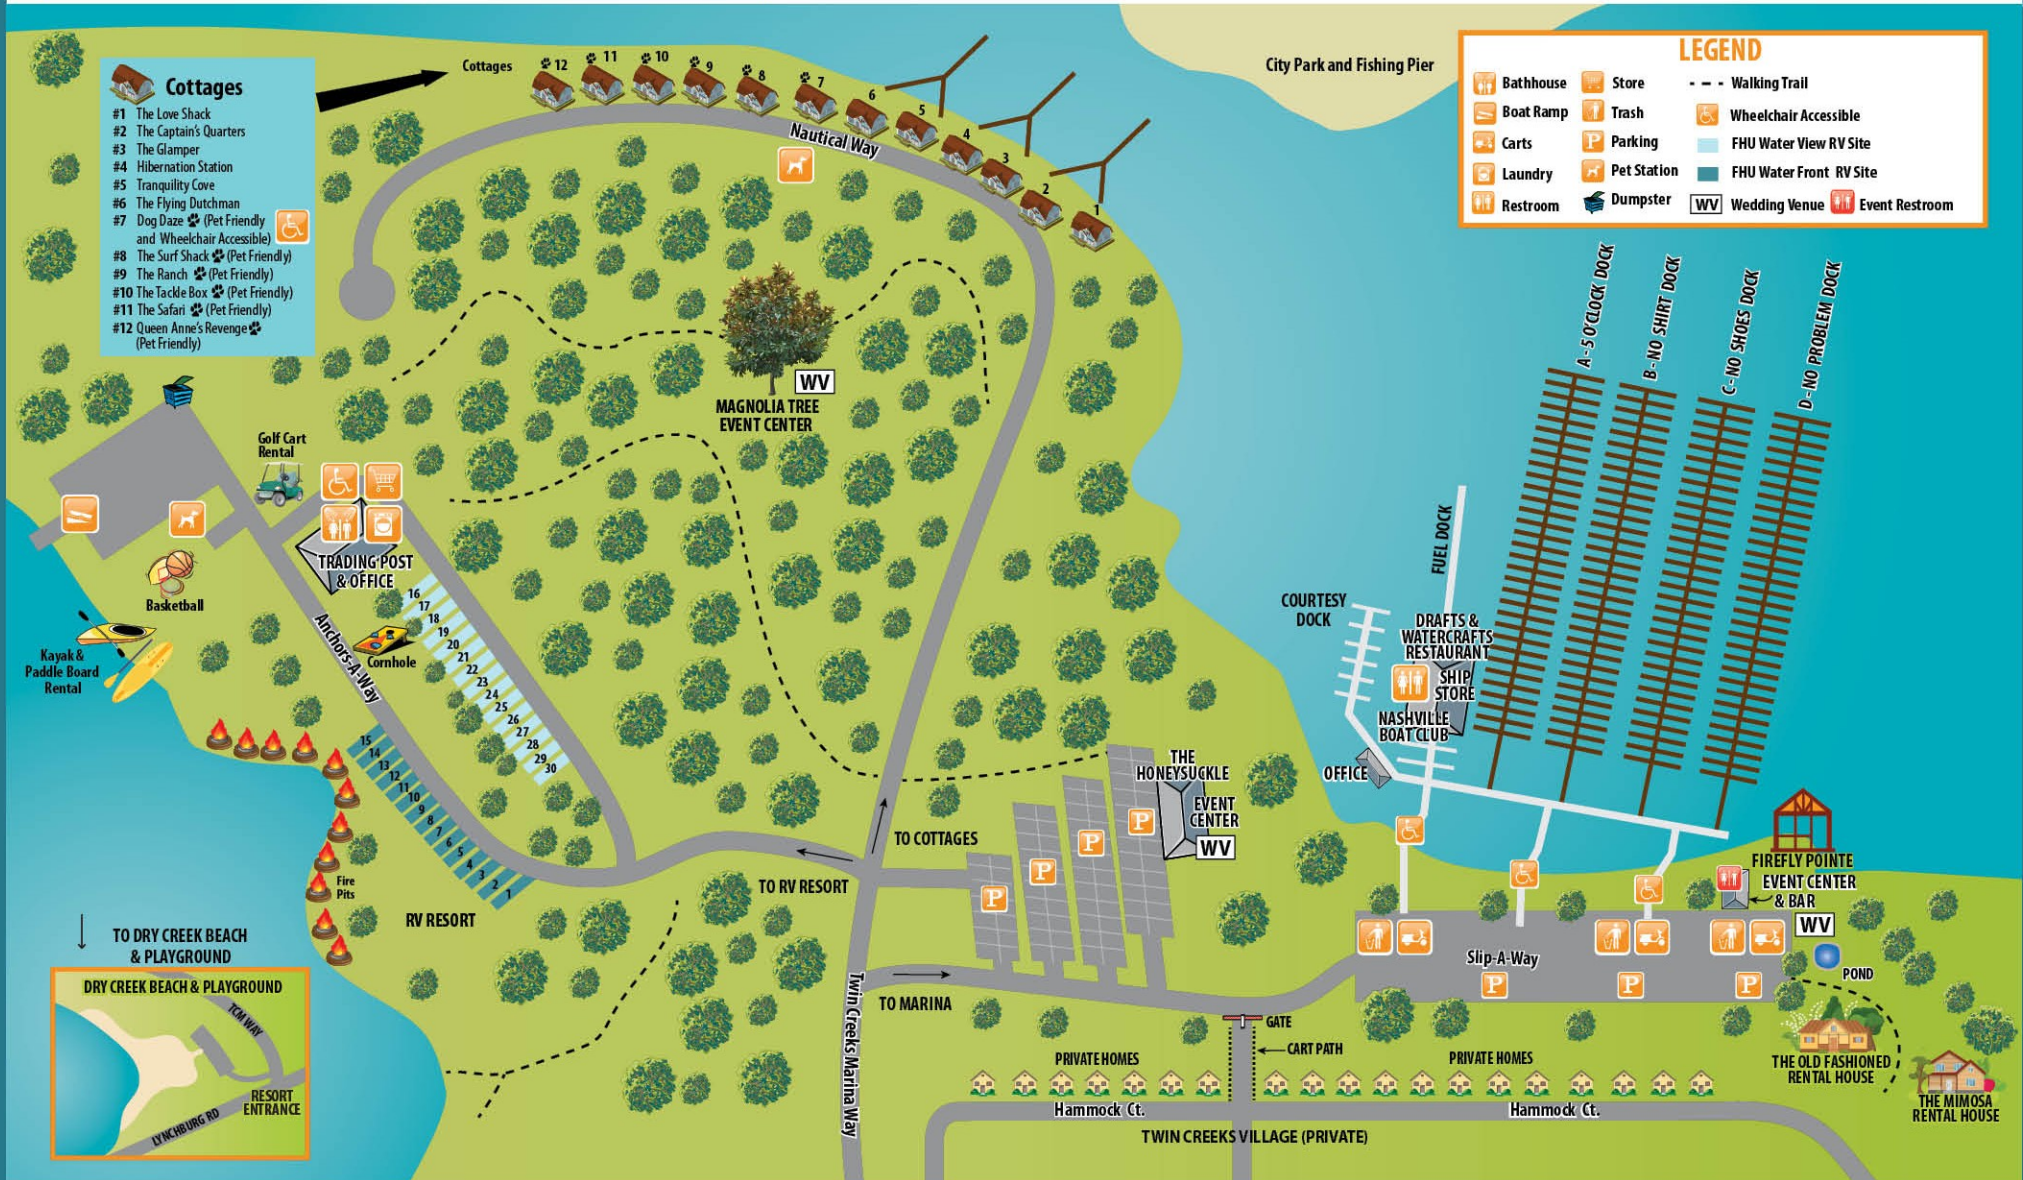 Cottages
#1 The Love Shack
#2 The Captain's Quarters
#3 The Glamper
#4 Hibernation Station
#5 Tranquility Cove
#6 The Flying Dutchman
#7 Dog Daze (Pet Friendly
and Wheelchair Accessible)
#8 The Surf Shack (Pet Friendly)
#9 The Ranch (Pet Friendly)
#10 The Tackle Box (Pet Friendly)
#11 The Safari (Pet Friendly)
#12 Queen Anne's Revenge
(Pet Friendly)
Cottages
12
11
10
9
8
7
6
5
4
3
2
1
Nautical Way
City Park and Fishing Pier
LEGEND
Bathhouse
Boat Ramp
Carts
Laundry
Restroom
Store
Trash
P Parking
Pet Station
Dumpster
Walking Trail
Wheelchair Accessible
FHU Water View RV Site
FHU Water Front RV Site
WV Wedding Venue
Event Restroom
A - 5 O'CLOCK DOCK
B - NO SHIRT DOCK
C - NO SHOES DOCK
D - NO PROBLEM DOCK
WV
MAGNOLIA TREE
EVENT CENTER
Golf Cart
Rental
TRADING POST
& OFFICE
Basketball
Kayak &
Paddle Board
Rental
Anchors-A-Way
Cornhole
16
17
18
19
20
21
22
23
24
25
26
27
28
29
30
15
14
13
12
11
10
9
8
7
6
5
4
3
2
1
Fire
Pits
RV RESORT
FUEL DOCK
COURTESY
DOCK
DRAFTS &
WATERCRAFTS
RESTAURANT
SHIP
STORE
NASHVILLE
BOAT CLUB
OFFICE
THE
HONEYSUCKLE
EVENT
CENTER
WV
P
P
P
P
TO COTTAGES
TO RV RESORT
TO MARINA
Twin Creeks Marina Way
FIREFLY POINTE
EVENT CENTER
& BAR
WV
POND
Slip-A-Way
P
P
P
GATE
CART PATH
PRIVATE HOMES
PRIVATE HOMES
Hammock Ct.
Hammock Ct.
TWIN CREEKS VILLAGE (PRIVATE)
THE OLD FASHIONED
RENTAL HOUSE
THE MIMOSA
RENTAL HOUSE
TO DRY CREEK BEACH
& PLAYGROUND
DRY CREEK BEACH & PLAYGROUND
TCM WAY
RESORT
ENTRANCE
LYNCHBURG RD